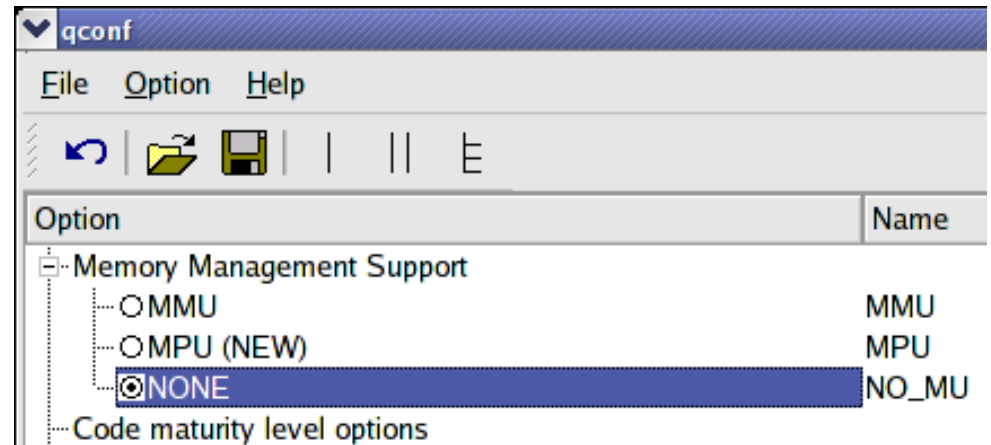 qconf
File Option Help
Option Name
Memory Management Support
MMU MMU
MPU (NEW) MPU
NONE NO_MU
Code maturity level options